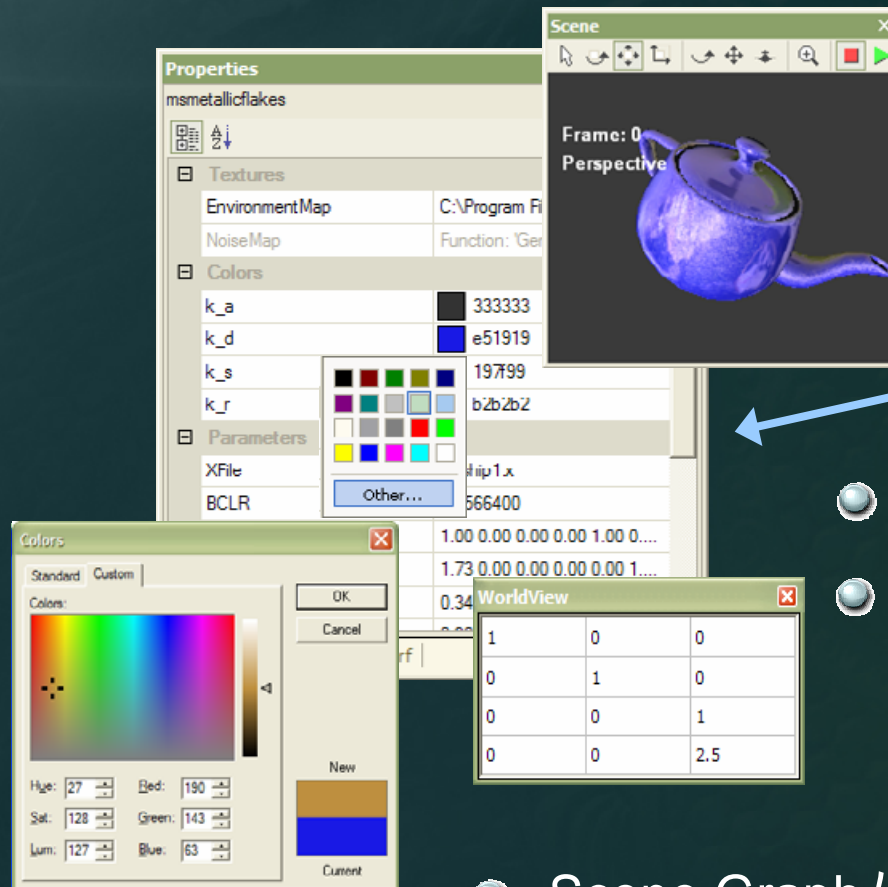 Scene
Frame: 0
Perspective
Properties
msmetallicflakes
Textures
EnvironmentMap C:\Program Fi
NoiseMap Function: 'Ger
Colors
k_a 333333
k_d e51919
k_s 197f99
k_r b2b2b2
Parameters
XFile hip1.x
BCLR 566400
Other...
1.00 0.00 0.00 0.00 1.00 0....
1.73 0.00 0.00 0.00 0.00 1....
0.34
rf
Colors
Standard Custom
Colors:
OK
Cancel
Hue: 27 Red: 190
Sat: 128 Green: 143
Lum: 127 Blue: 63
New
Current
WorldView
1 0 0
0 1 0
0 0 1
0 0 2.5
Scene Graph/